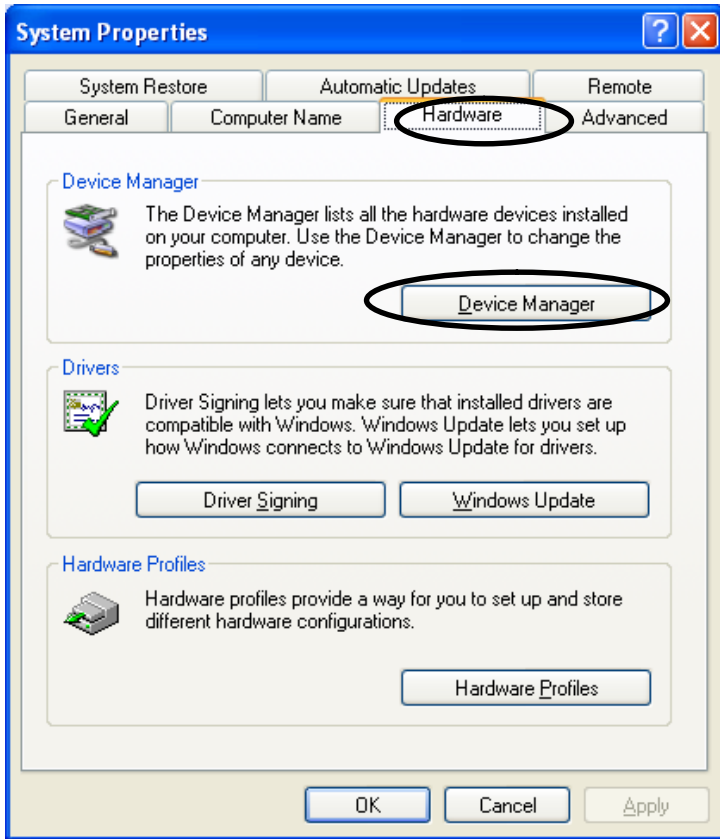 System Properties
System Restore
Automatic Updates
Remote
General
Computer Name
Hardware
Advanced
Device Manager
The Device Manager lists all the hardware devices installed
on your computer. Use the Device Manager to change the
properties of any device.
Device Manager
Drivers
Driver Signing lets you make sure that installed drivers are
compatible with Windows. Windows Update lets you set up
how Windows connects to Windows Update for drivers.
Driver Signing
Windows Update
Hardware Profiles
Hardware profiles provide a way for you to set up and store
different hardware configurations.
Hardware Profiles
OK
Cancel
Apply